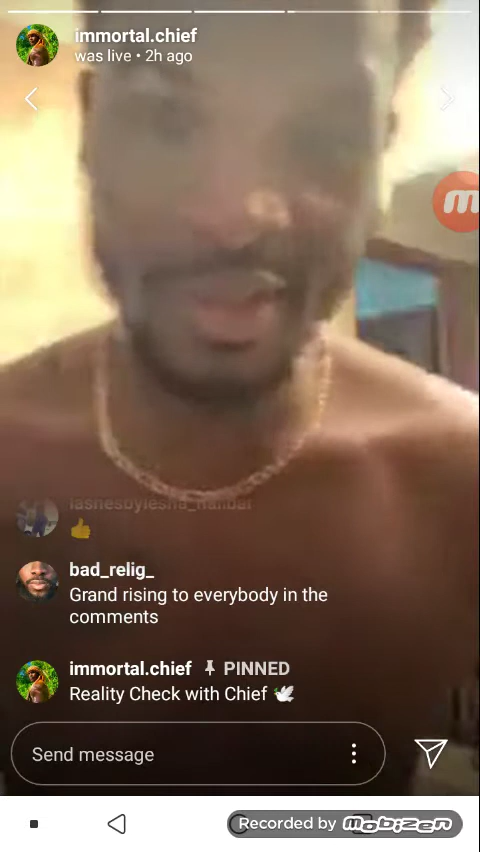 immortal.chief
was live • 2h ago
bad_relig_
Grand rising to everybody in the
comments
immortal.chief PINNED
Reality Check with Chief 🕊️
Send message
Recorded by mobizen